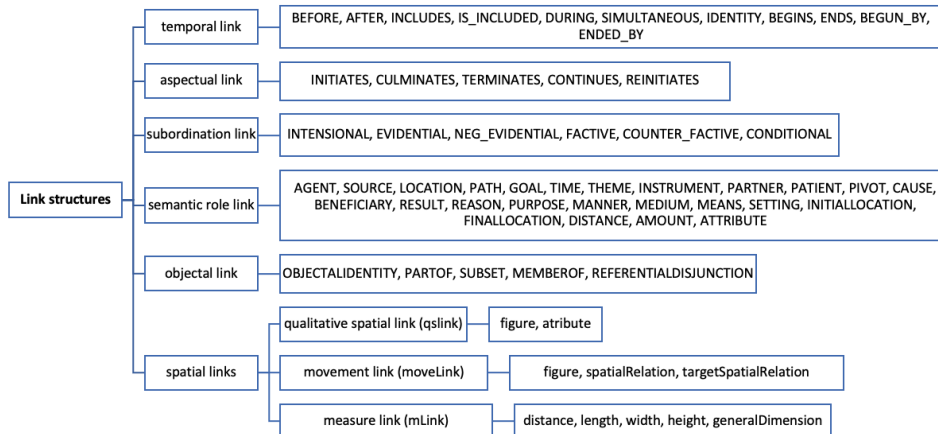 temporal link
BEFORE, AFTER, INCLUDES, IS_INCLUDED, DURING, SIMULTANEOUS, IDENTITY, BEGINS, ENDS, BEGUN_BY,
ENDED_BY
aspectual link
INITIATES, CULMINATES, TERMINATES, CONTINUES, REINITIATES
subordination link
INTENSIONAL, EVIDENTIAL, NEG_EVIDENTIAL, FACTIVE, COUNTER_FACTIVE, CONDITIONAL
Link structures
semantic role link
AGENT, SOURCE, LOCATION, PATH, GOAL, TIME, THEME, INSTRUMENT, PARTNER, PATIENT, PIVOT, CAUSE,
BENEFICIARY, RESULT, REASON, PURPOSE, MANNER, MEDIUM, MEANS, SETTING, INITIALLOCATION,
FINALLOCATION, DISTANCE, AMOUNT, ATTRIBUTE
objectal link
OBJECTALIDENTITY, PARTOF, SUBSET, MEMBEROF, REFERENTIALDISJUNCTION
spatial links
qualitative spatial link (qslink)
figure, atribute
movement link (moveLink)
figure, spatialRelation, targetSpatialRelation
measure link (mLink)
distance, length, width, height, generalDimension